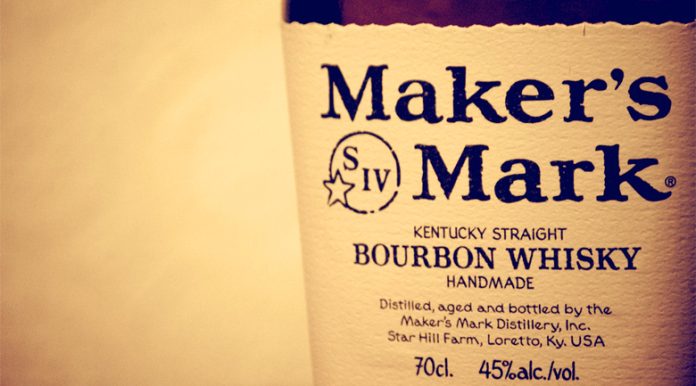 Maker's
SIV Mark®
KENTUCKY STRAIGHT
BOURBON WHISKY
HANDMADE
Distilled, aged and bottled by the
Maker's Mark Distillery, Inc.
Star Hill Farm, Loretto, Ky. USA
70cl. 45%alc./vol.